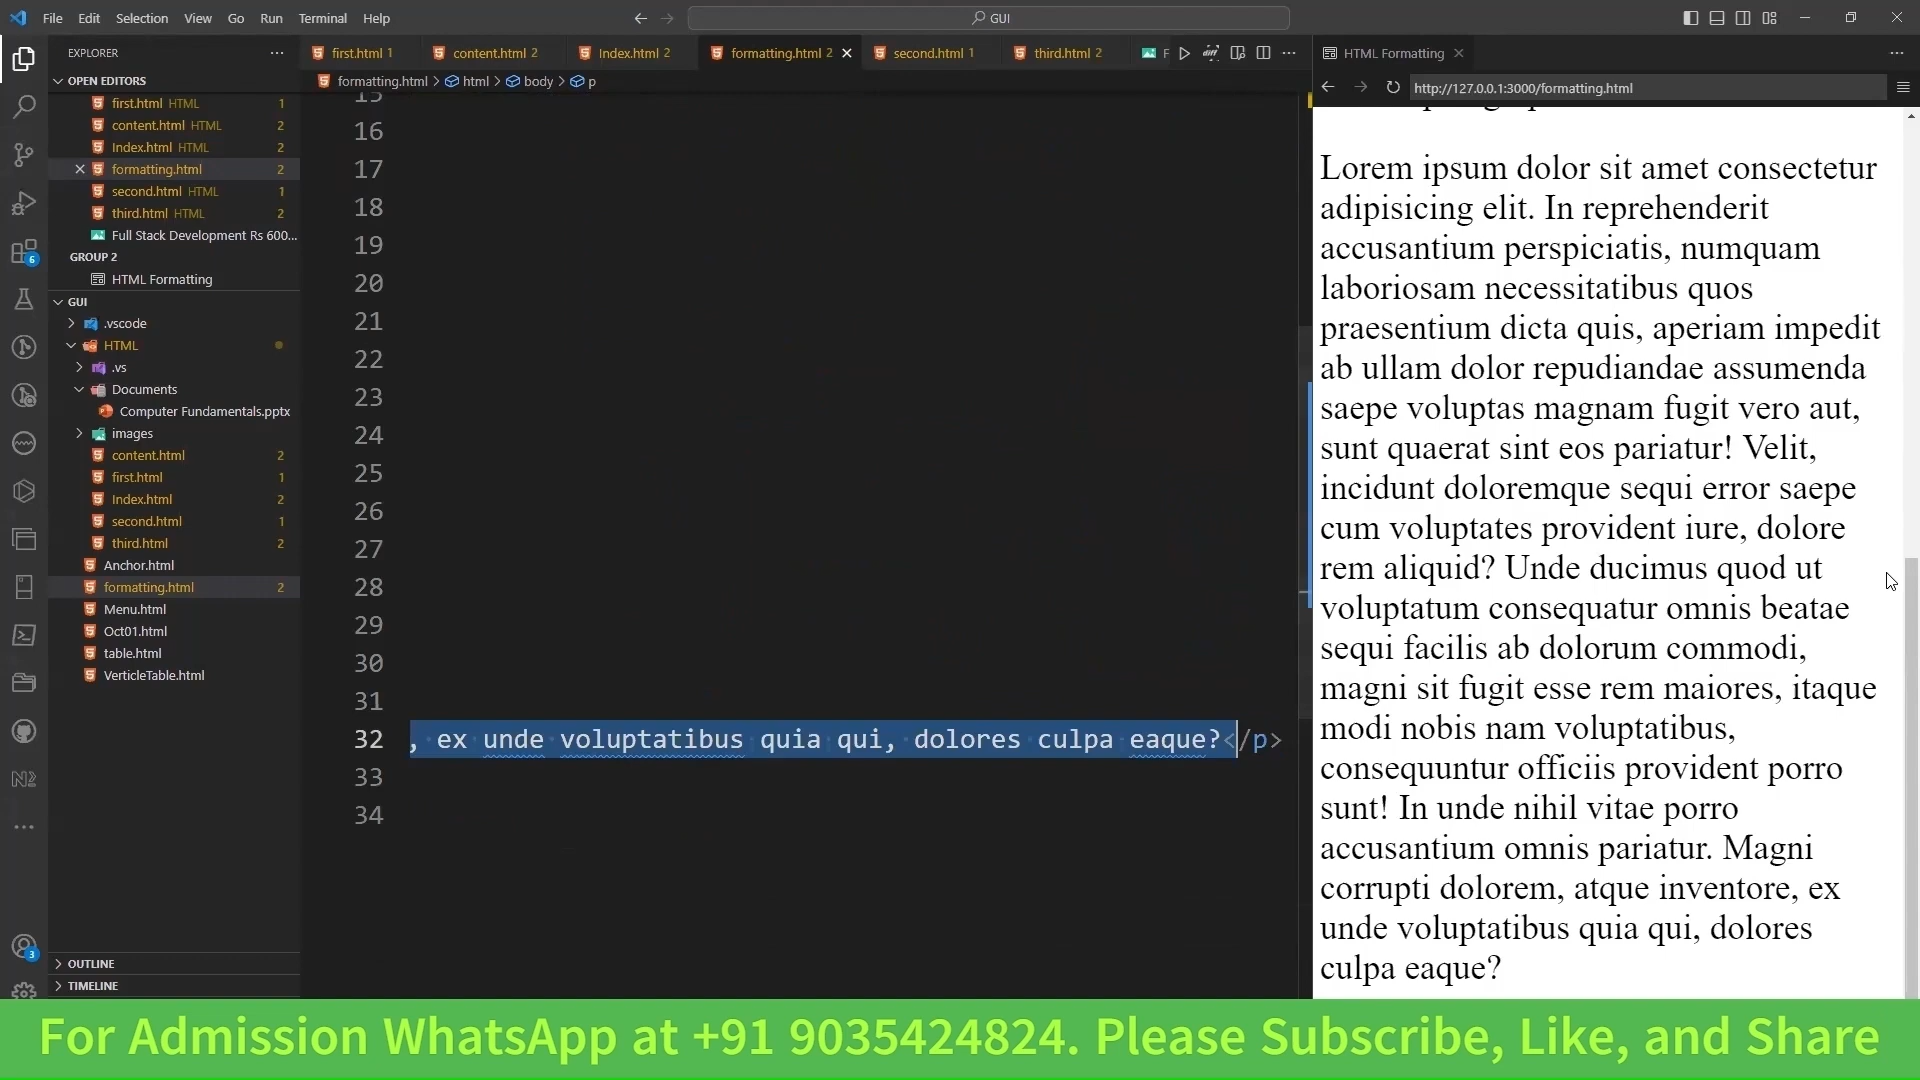 File Edit Selection View Go Run Terminal Help
GUI
EXPLORER
OPEN EDITORS
first.html HTML 1
content.html HTML 2
Index.html HTML 2
formatting.html 2
second.html HTML 1
third.html HTML 2
Full Stack Development Rs 600...
GROUP 2
HTML Formatting
GUI
.vscode
HTML
.vs
Documents
Computer Fundamentals.pptx
images
content.html 2
first.html 1
Index.html 2
second.html 1
third.html 2
Anchor.html
formatting.html 2
Menu.html
Oct01.html
table.html
VerticleTable.html
OUTLINE
TIMELINE
6
3
first.html 1 content.html 2 Index.html 2 formatting.html 2 second.html 1 third.html 2 F
formatting.html > html > body > p
15
16
17
18
19
20
21
22
23
24
25
26
27
28
29
30
31
32 , ex unde voluptatibus quia qui, dolores culpa eaque?</p>
33
34
HTML Formatting
http://127.0.0.1:3000/formatting.html
Lorem ipsum dolor sit amet consectetur
adipisicing elit. In reprehenderit
accusantium perspiciatis, numquam
laboriosam necessitatibus quos
praesentium dicta quis, aperiam impedit
ab ullam dolor repudiandae assumenda
saepe voluptas magnam fugit vero aut,
sunt quaerat sint eos pariatur! Velit,
incidunt doloremque sequi error saepe
cum voluptates provident iure, dolore
rem aliquid? Unde ducimus quod ut
voluptatum consequatur omnis beatae
sequi facilis ab dolorum commodi,
magni sit fugit esse rem maiores, itaque
modi nobis nam voluptatibus,
consequuntur officiis provident porro
sunt! In unde nihil vitae porro
accusantium omnis pariatur. Magni
corrupti dolorem, atque inventore, ex
unde voluptatibus quia qui, dolores
culpa eaque?
For Admission WhatsApp at +91 9035424824. Please Subscribe, Like, and Share